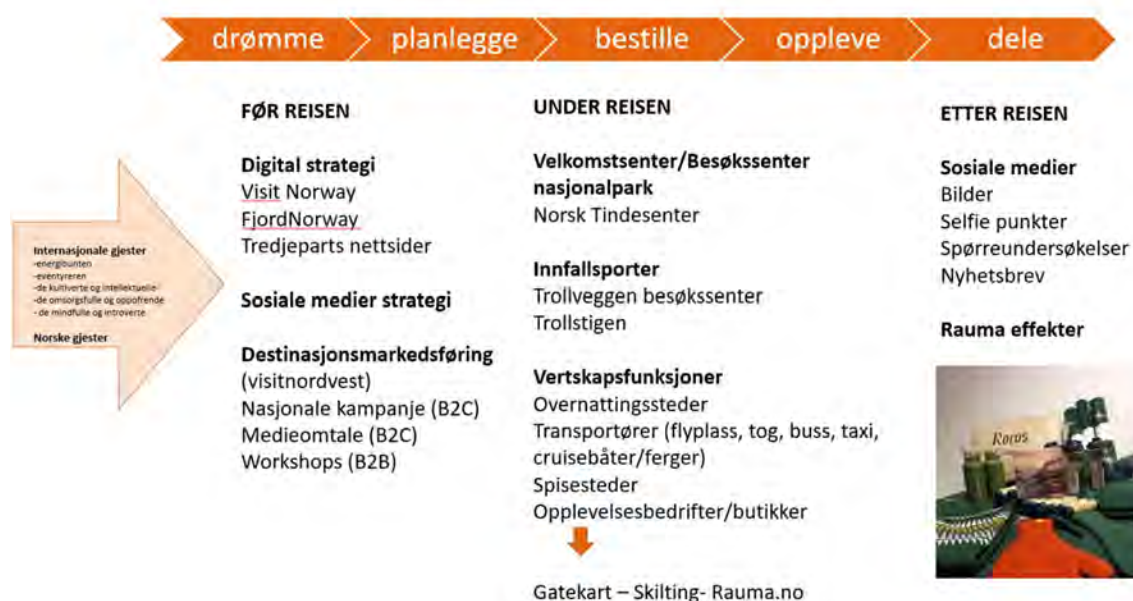 drømme
planlegge
bestille
oppleve
dele
Internasjonale gjester
-energibunten
-eventyreren
-de kultiverte og intellektuelle-
-de omsorgsfulle og oppofrende
- de mindfulle og introverte
Norske gjester
FØR REISEN
Digital strategi
Visit Norway
FjordNorway
Tredjeparts nettsider
Sosiale medier strategi
Destinasjonsmarkedsføring
(visitnordvest)
Nasjonale kampanje (B2C)
Medieomtale (B2C)
Workshops (B2B)
UNDER REISEN
Velkomstsenter/Besøkssenter
nasjonalpark
Norsk Tindesenter
Innfallsporter
Trollveggen besøkssenter
Trollstigen
Vertskapsfunksjoner
Overnattingssteder
Transportører (flyplass, tog, buss, taxi,
cruisebåter/ferger)
Spisesteder
Opplevelsesbedrifter/butikker
Gatekart – Skilting- Rauma.no
ETTER REISEN
Sosiale medier
Bilder
Selfie punkter
Spørreundersøkelser
Nyhetsbrev
Rauma effekter
Røros